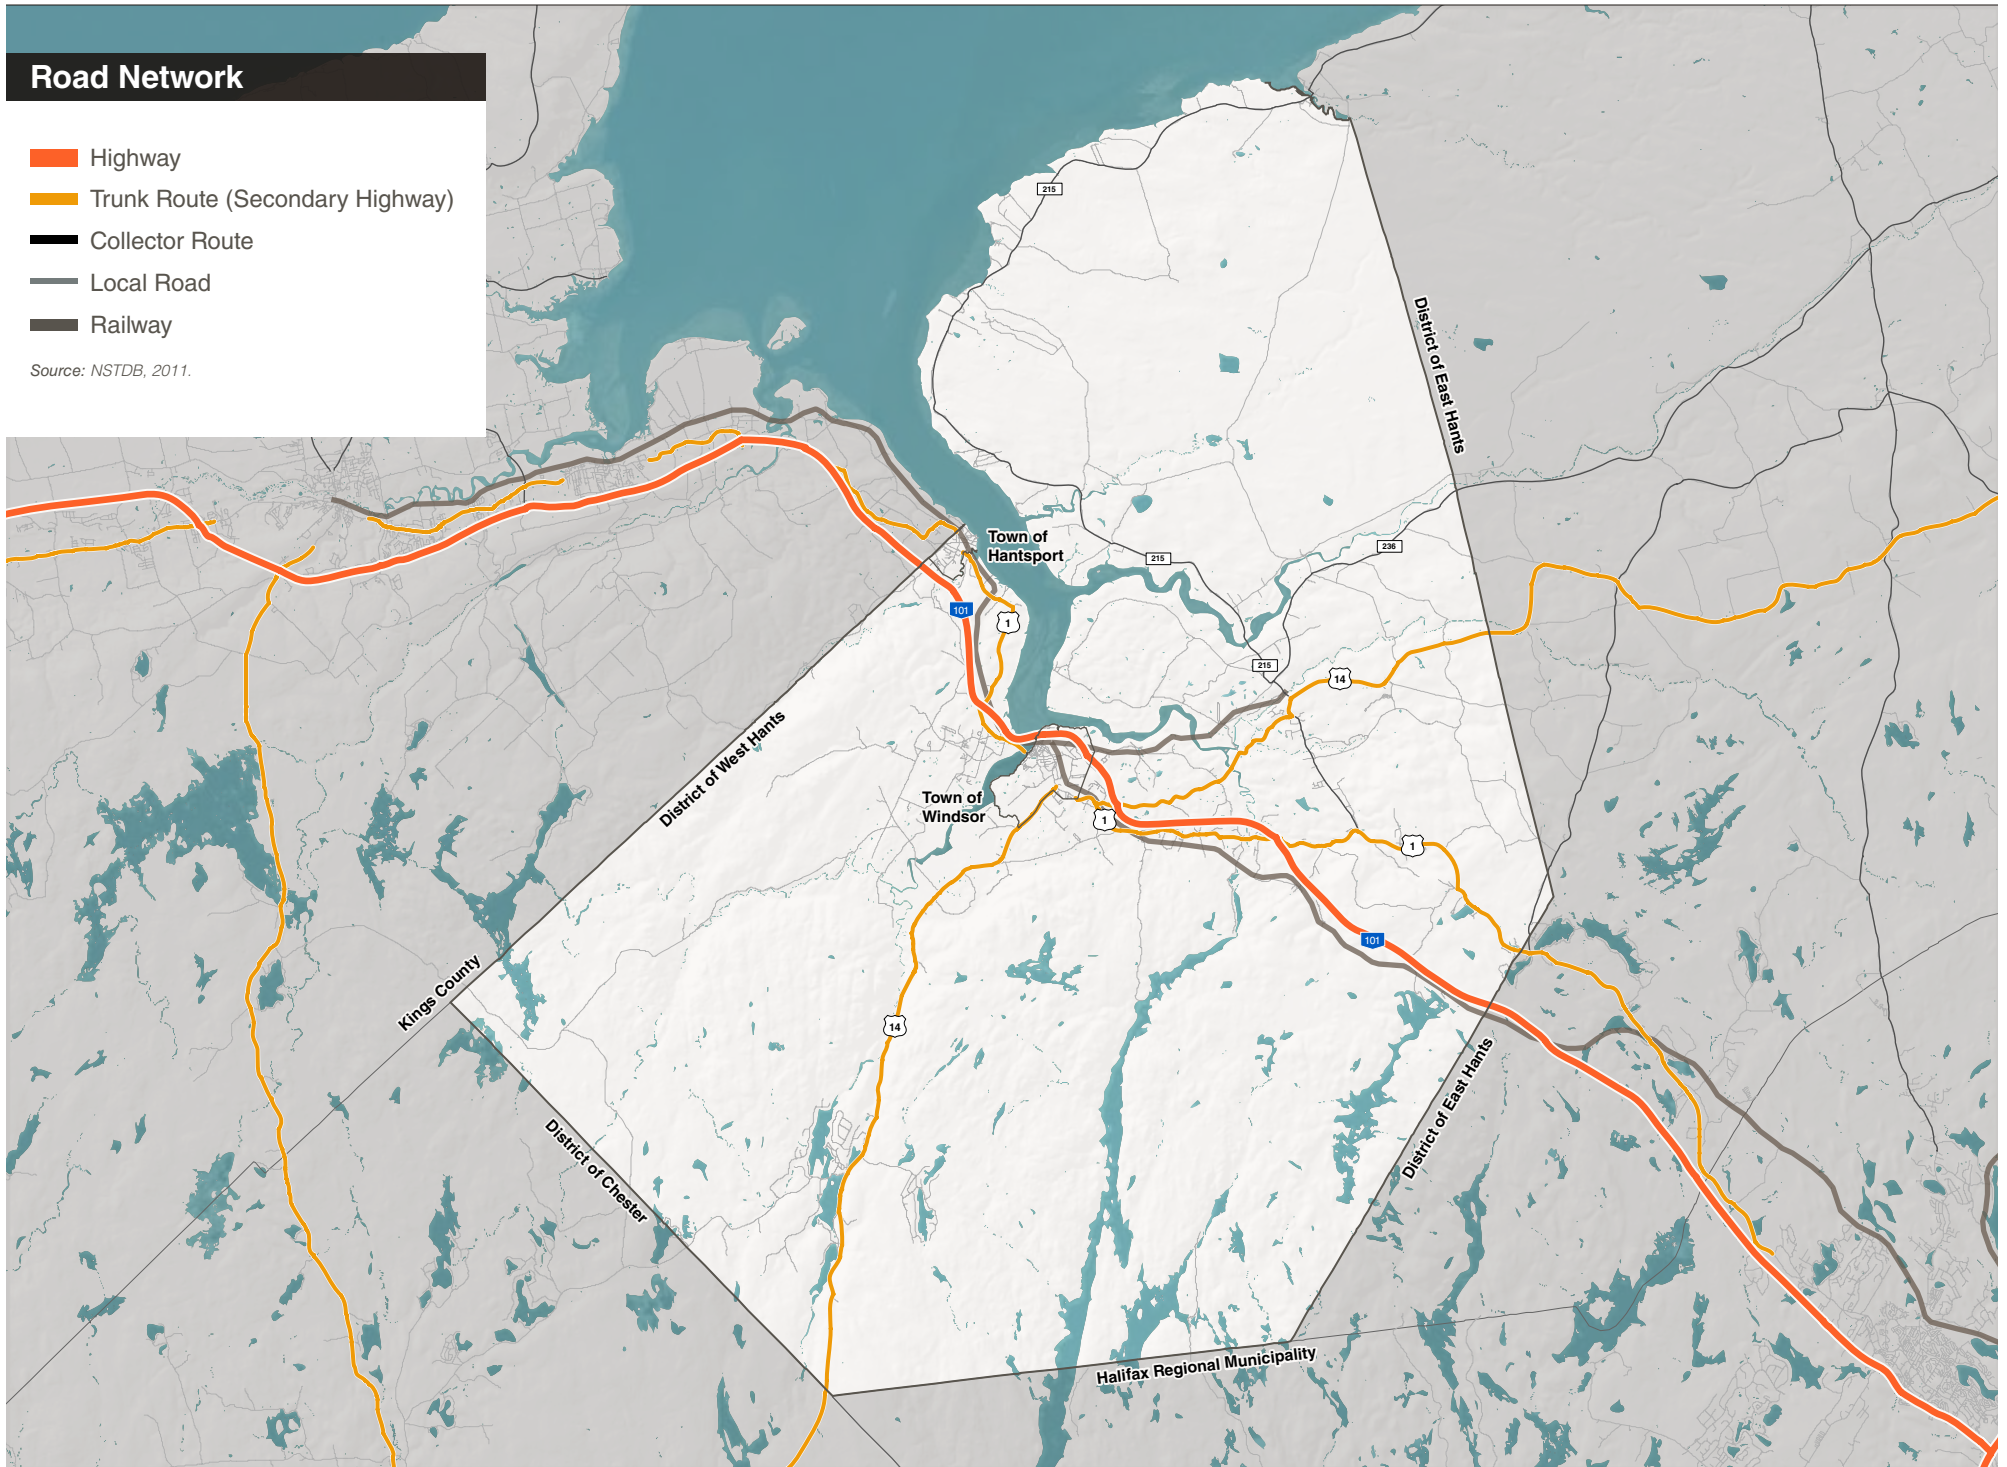 Road Network
Highway
Trunk Route (Secondary Highway)
Collector Route
Local Road
Railway
Source: NSTDB, 2011.
215
District of East Hants
Town of
Hantsport
215
236
101
1
215
14
District of West Hants
Town of
Windsor
1
1
101
Kings County
14
District of East Hants
District of Chester
Halifax Regional Municipality